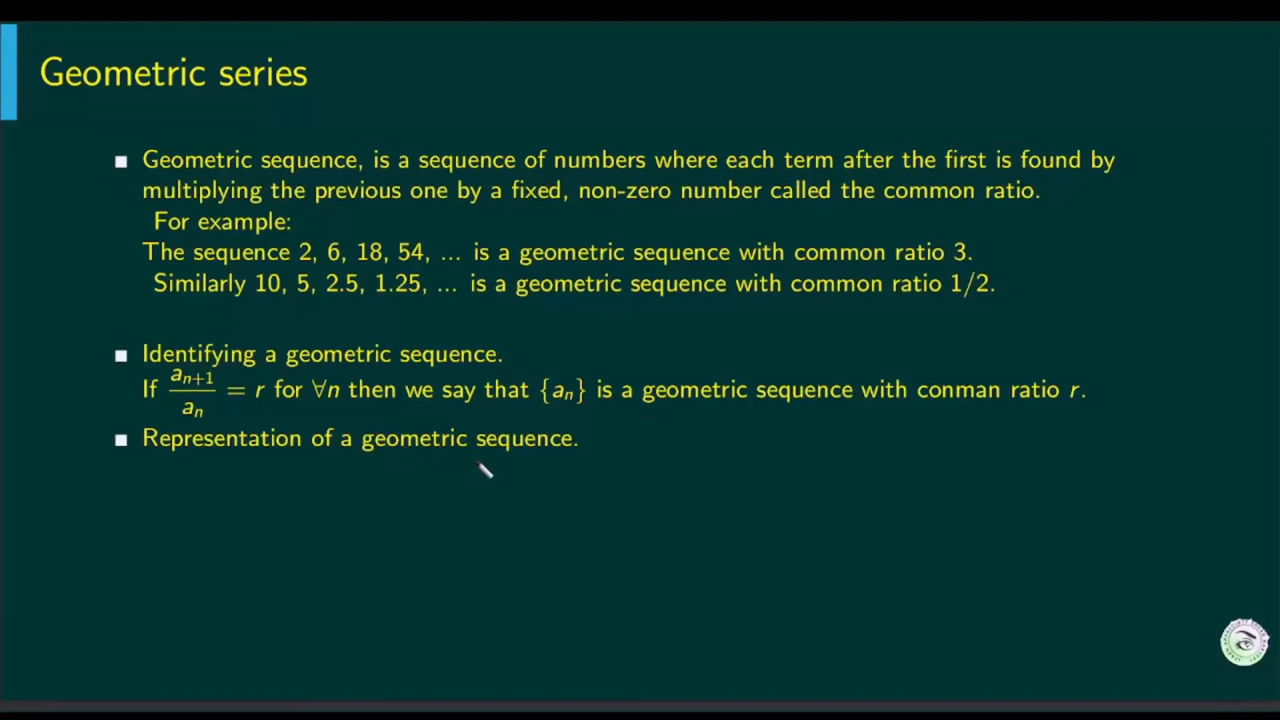 Geometric series
Geometric sequence, is a sequence of numbers where each term after the first is found by
multiplying the previous one by a fixed, non-zero number called the common ratio.
For example:
The sequence 2, 6, 18, 54, ... is a geometric sequence with common ratio 3.
Similarly 10, 5, 2.5, 1.25, ... is a geometric sequence with common ratio 1/2.
Identifying a geometric sequence.
If a_{n+1}/a_n = r for ∀n then we say that {a_n} is a geometric sequence with conman ratio r.
Representation of a geometric sequence.